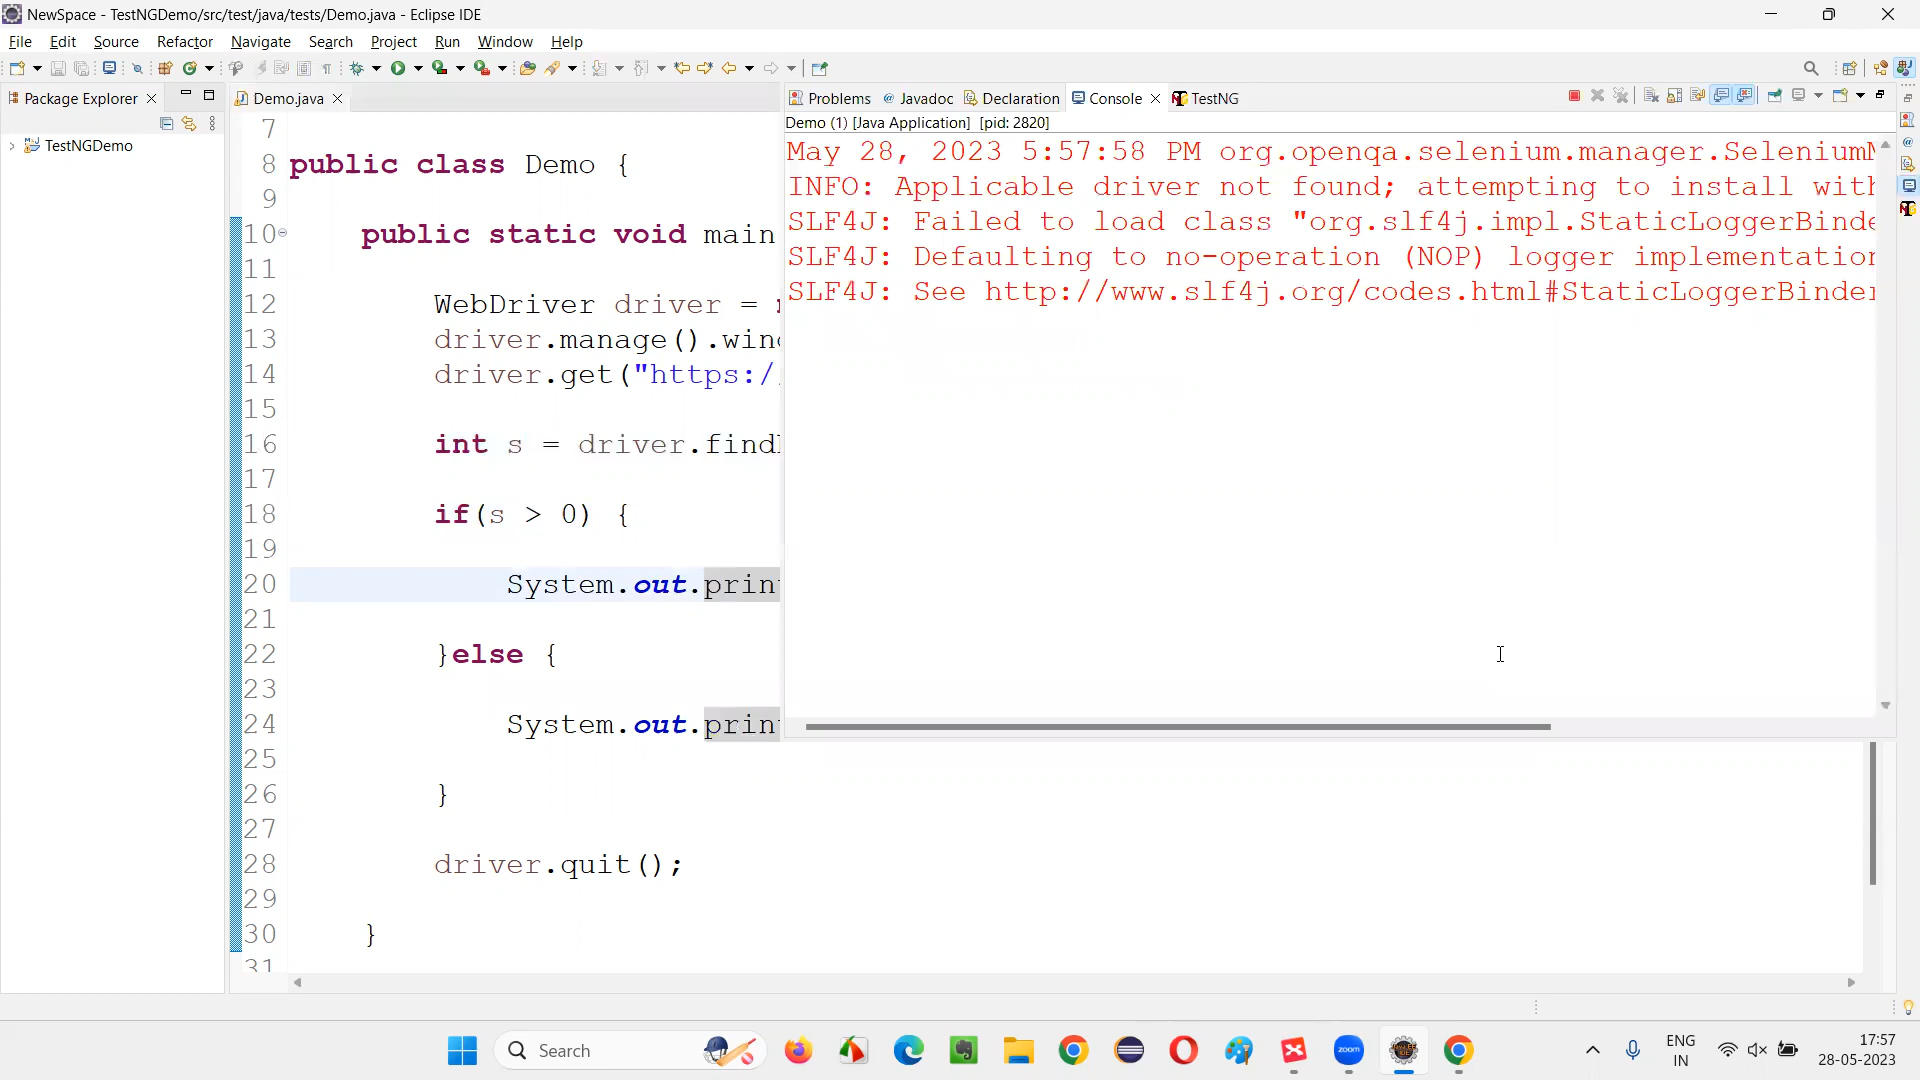 NewSpace - TestNGDemo/src/test/java/tests/Demo.java - Eclipse IDE
File Edit Source Refactor Navigate Search Project Run Window Help
Package Explorer
TestNGDemo
Demo.java
7
8 public class Demo {
9
10 public static void main
11
12 WebDriver driver =
13 driver.manage().win
14 driver.get("https:/
15
16 int s = driver.find
17
18 if(s > 0) {
19
20 System.out.prin
21
22 }else {
23
24 System.out.prin
25
26 }
27
28 driver.quit();
29
30 }
31
Problems Javadoc Declaration Console TestNG
Demo (1) [Java Application] [pid: 2820]
May 28, 2023 5:57:58 PM org.openqa.selenium.manager.Selenium
INFO: Applicable driver not found; attempting to install with
SLF4J: Failed to load class "org.slf4j.impl.StaticLoggerBinde
SLF4J: Defaulting to no-operation (NOP) logger implementation
SLF4J: See http://www.slf4j.org/codes.html#StaticLoggerBinder
Search
zoom
ENG
IN
17:57
28-05-2023